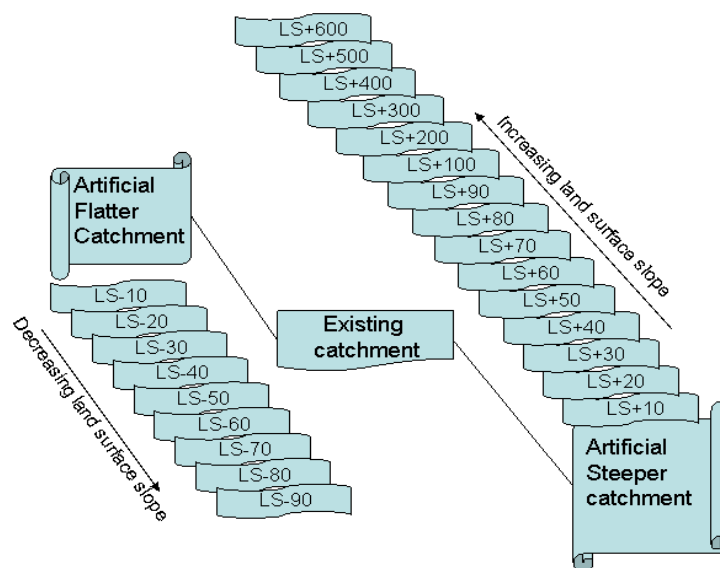 LS+600
LS+500
LS+400
LS+300
LS+200
LS+100
LS+90
LS+80
LS+70
LS+60
LS+50
LS+40
LS+30
LS+20
LS+10
Increasing land surface slope
Artificial
Flatter
Catchment
LS-10
LS-20
LS-30
LS-40
LS-50
LS-60
LS-70
LS-80
LS-90
Decreasing land surface slope
Existing
catchment
Artificial
Steeper
catchment